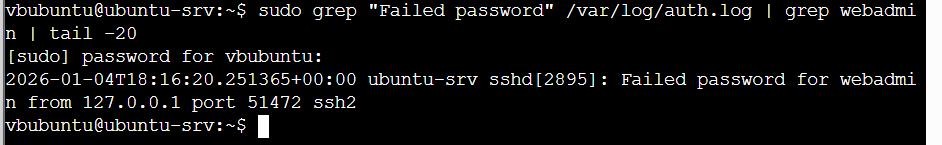 vbubuntu@ubuntu-srv:~$ sudo grep "Failed password" /var/log/auth.log | grep webadmi
n | tail -20
[sudo] password for vbubuntu:
2026-01-04T18:16:20.251365+00:00 ubuntu-srv sshd[2895]: Failed password for webadmi
n from 127.0.0.1 port 51472 ssh2
vbubuntu@ubuntu-srv:~$